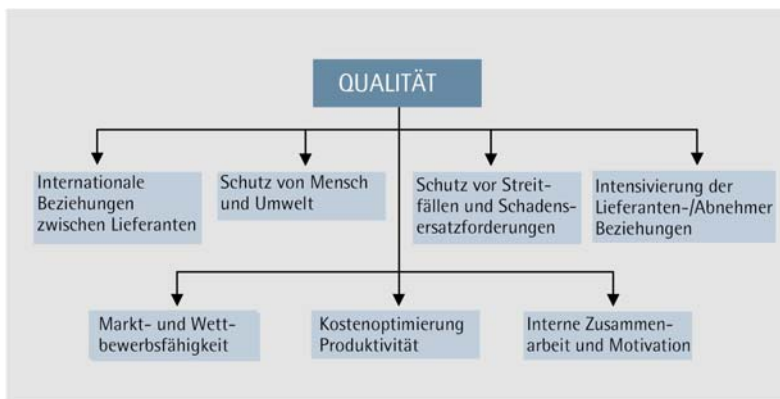 QUALITÄT
Internationale
Beziehungen
zwischen Lieferanten
Schutz von Mensch
und Umwelt
Schutz vor Streit-
fällen und Schadens-
ersatzforderungen
Intensivierung der
Lieferanten-/Abnehmer
Beziehungen
Markt- und Wett-
bewerbsfähigkeit
Kostenoptimierung
Produktivität
Interne Zusammen-
arbeit und Motivation